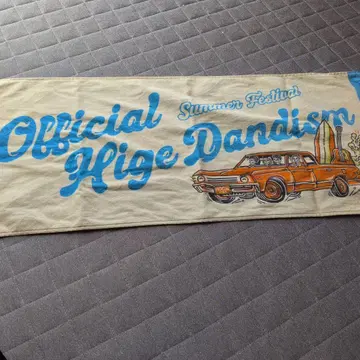 Summer Festival
Official
Hige Dandism